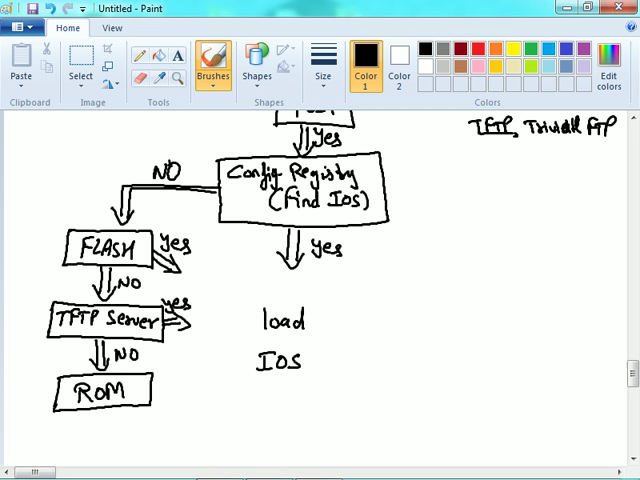 Untitled - Paint
Home
View
Paste
Select
Brushes
Shapes
Size
Color 1
Color 2
Edit colors
Clipboard
Image
Tools
Shapes
Colors
TFTP, Trivial FTP
Yes
NO
Config Registry
(Find IOS)
Yes
FLASH
Yes
NO
TFTP Server
Yes
load
NO
IOS
ROM